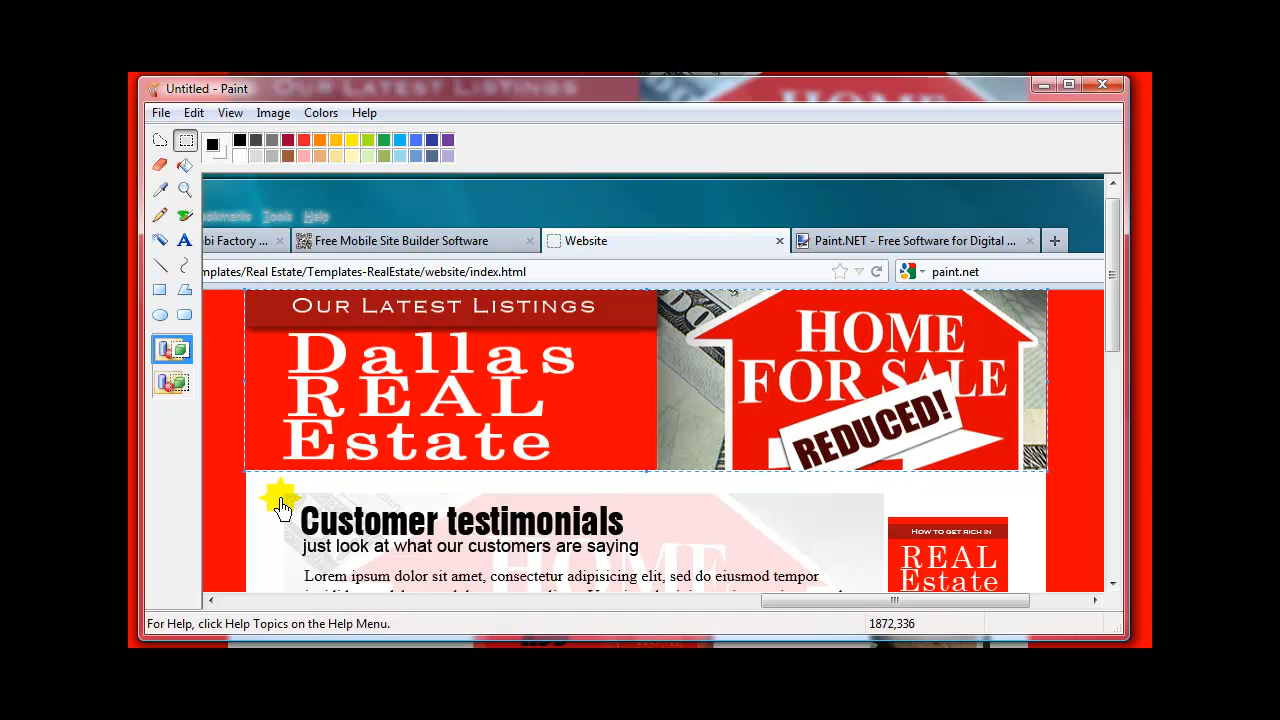 OUR LATEST LISTINGS
Untitled - Paint
File Edit View Image Colors Help
Tools Help
bi Factory ... Free Mobile Site Builder Software Website Paint.NET - Free Software for Digital ...
mplates/Real Estate/Templates-RealEstate/website/index.html paint.net
OUR LATEST LISTINGS
Dallas
REAL
Estate
HOME
FOR SALE
REDUCED!
Customer testimonials
just look at what our customers are saying
Lorem ipsum dolor sit amet, consectetur adipisicing elit, sed do eiusmod tempor
HOW TO GET RICH IN
REAL
Estate
For Help, click Help Topics on the Help Menu. 1872,336